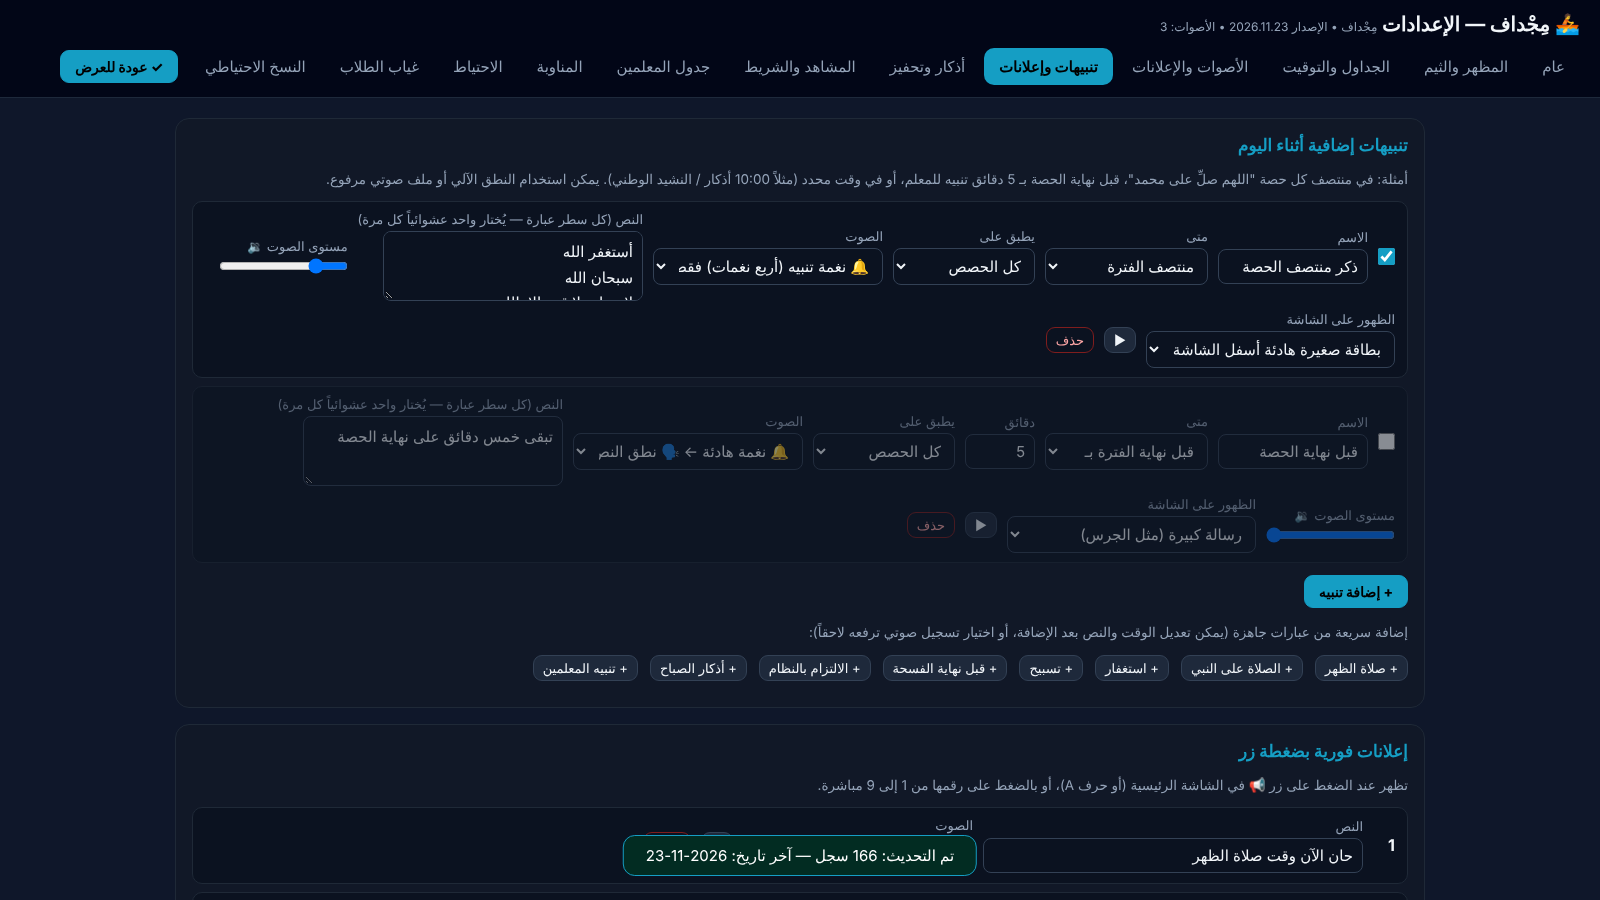 مِجْداف — الإعدادات مِجْداف • الإصدار 2026.11.23 • الأصوات: 3
عام المظهر والثيم الجداول والتوقيت الأصوات والإعلانات تنبيهات وإعلانات أذكار وتحفيز المشاهد والشريط جدول المعلمين الاحتياط المناوبة غياب الطلاب النسخ الاحتياطي ✓ عودة للعرض
تنبيهات إضافية أثناء اليوم
أمثلة: في منتصف كل حصة "اللهم صلِّ على محمد"، قبل نهاية الحصة بـ 5 دقائق تنبيه للمعلم، أو في وقت محدد (مثلاً 10:00 أذكار / النشيد الوطني). يمكن استخدام النطق الآلي أو ملف صوتي مرفوع.
الاسم
ذكر منتصف الحصة
متى
منتصف الفترة
يطبق على
كل الحصص
الصوت
نغمة تنبيه (أربع نغمات) فقط
النص (كل سطر عبارة — يُختار واحد عشوائياً كل مرة)
أستغفر الله
سبحان الله
مستوى الصوت
الظهور على الشاشة
بطاقة صغيرة هادئة أسفل الشاشة
حذف
الاسم
قبل نهاية الحصة
متى
قبل نهاية الفترة بـ
دقائق
5
يطبق على
كل الحصص
الصوت
نغمة هادئة ← نطق النص
النص (كل سطر عبارة — يُختار واحد عشوائياً كل مرة)
تبقى خمس دقائق على نهاية الحصة
مستوى الصوت
الظهور على الشاشة
رسالة كبيرة (مثل الجرس)
حذف
+ إضافة تنبيه
إضافة سريعة من عبارات جاهزة (يمكن تعديل الوقت والنص بعد الإضافة، أو اختيار تسجيل صوتي ترفعه لاحقاً):
+ صلاة الظهر + الصلاة على النبي + استغفار + تسبيح + قبل نهاية الفسحة + الالتزام بالنظام + أذكار الصباح + تنبيه المعلمين
إعلانات فورية بضغطة زر
تظهر عند الضغط على زر 📢 في الشاشة الرئيسية (أو حرف A)، أو بالضغط على رقمها من 1 إلى 9 مباشرة.
1
النص
حان الآن وقت صلاة الظهر
الصوت
تم التحديث: 166 سجل — آخر تاريخ: 2026-11-23